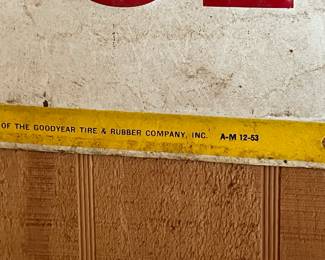 OF THE GOODYEAR TIRE & RUBBER COMPANY, INC. A-M 12-53